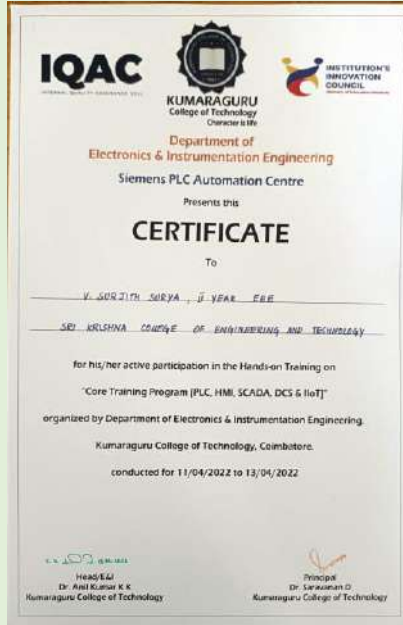 IQAC
INTERNAL QUALITY ASSURANCE CELL
KUMARAGURU
College of Technology
Character is life
INSTITUTION'S
INNOVATION
COUNCIL
Department of
Electronics & Instrumentation Engineering
Siemens PLC Automation Centre
Presents this
CERTIFICATE
To
V. SURJITH SURYA, II YEAR EEE
SRI KRISHNA COLLEGE OF ENGINEERING AND TECHNOLOGY
for his/her active participation in the Hands-on Training on
"Core Training Program [PLC, HMI, SCADA, DCS & IIoT]"
organized by Department of Electronics & Instrumentation Engineering,
Kumaraguru College of Technology, Coimbatore.
conducted for 11/04/2022 to 13/04/2022
Head/E&I
Dr. Anil Kumar K K
Kumaraguru College of Technology
Principal
Dr. Saravanan D
Kumaraguru College of Technology